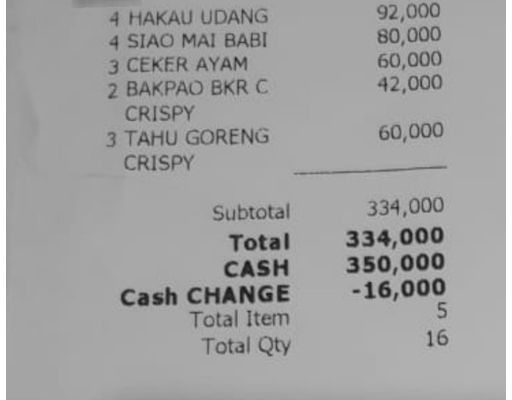 4 HAKAU UDANG 92,000
4 SIAO MAI BABI 80,000
3 CEKER AYAM 60,000
2 BAKPAO BKR C 42,000
CRISPY
3 TAHU GORENG 60,000
CRISPY
Subtotal 334,000
Total 334,000
CASH 350,000
Cash CHANGE -16,000
Total Item 5
Total Qty 16